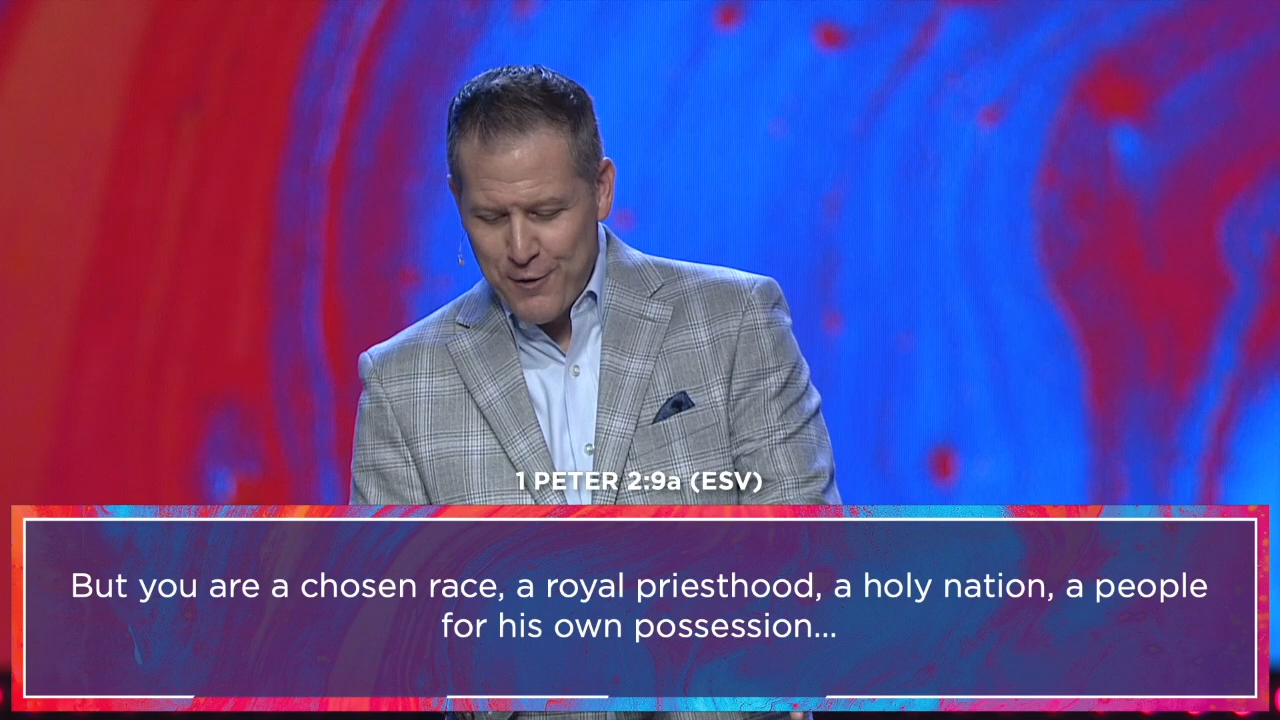 1 PETER 2:9a (ESV)
But you are a chosen race, a royal priesthood, a holy nation, a people
for his own possession...